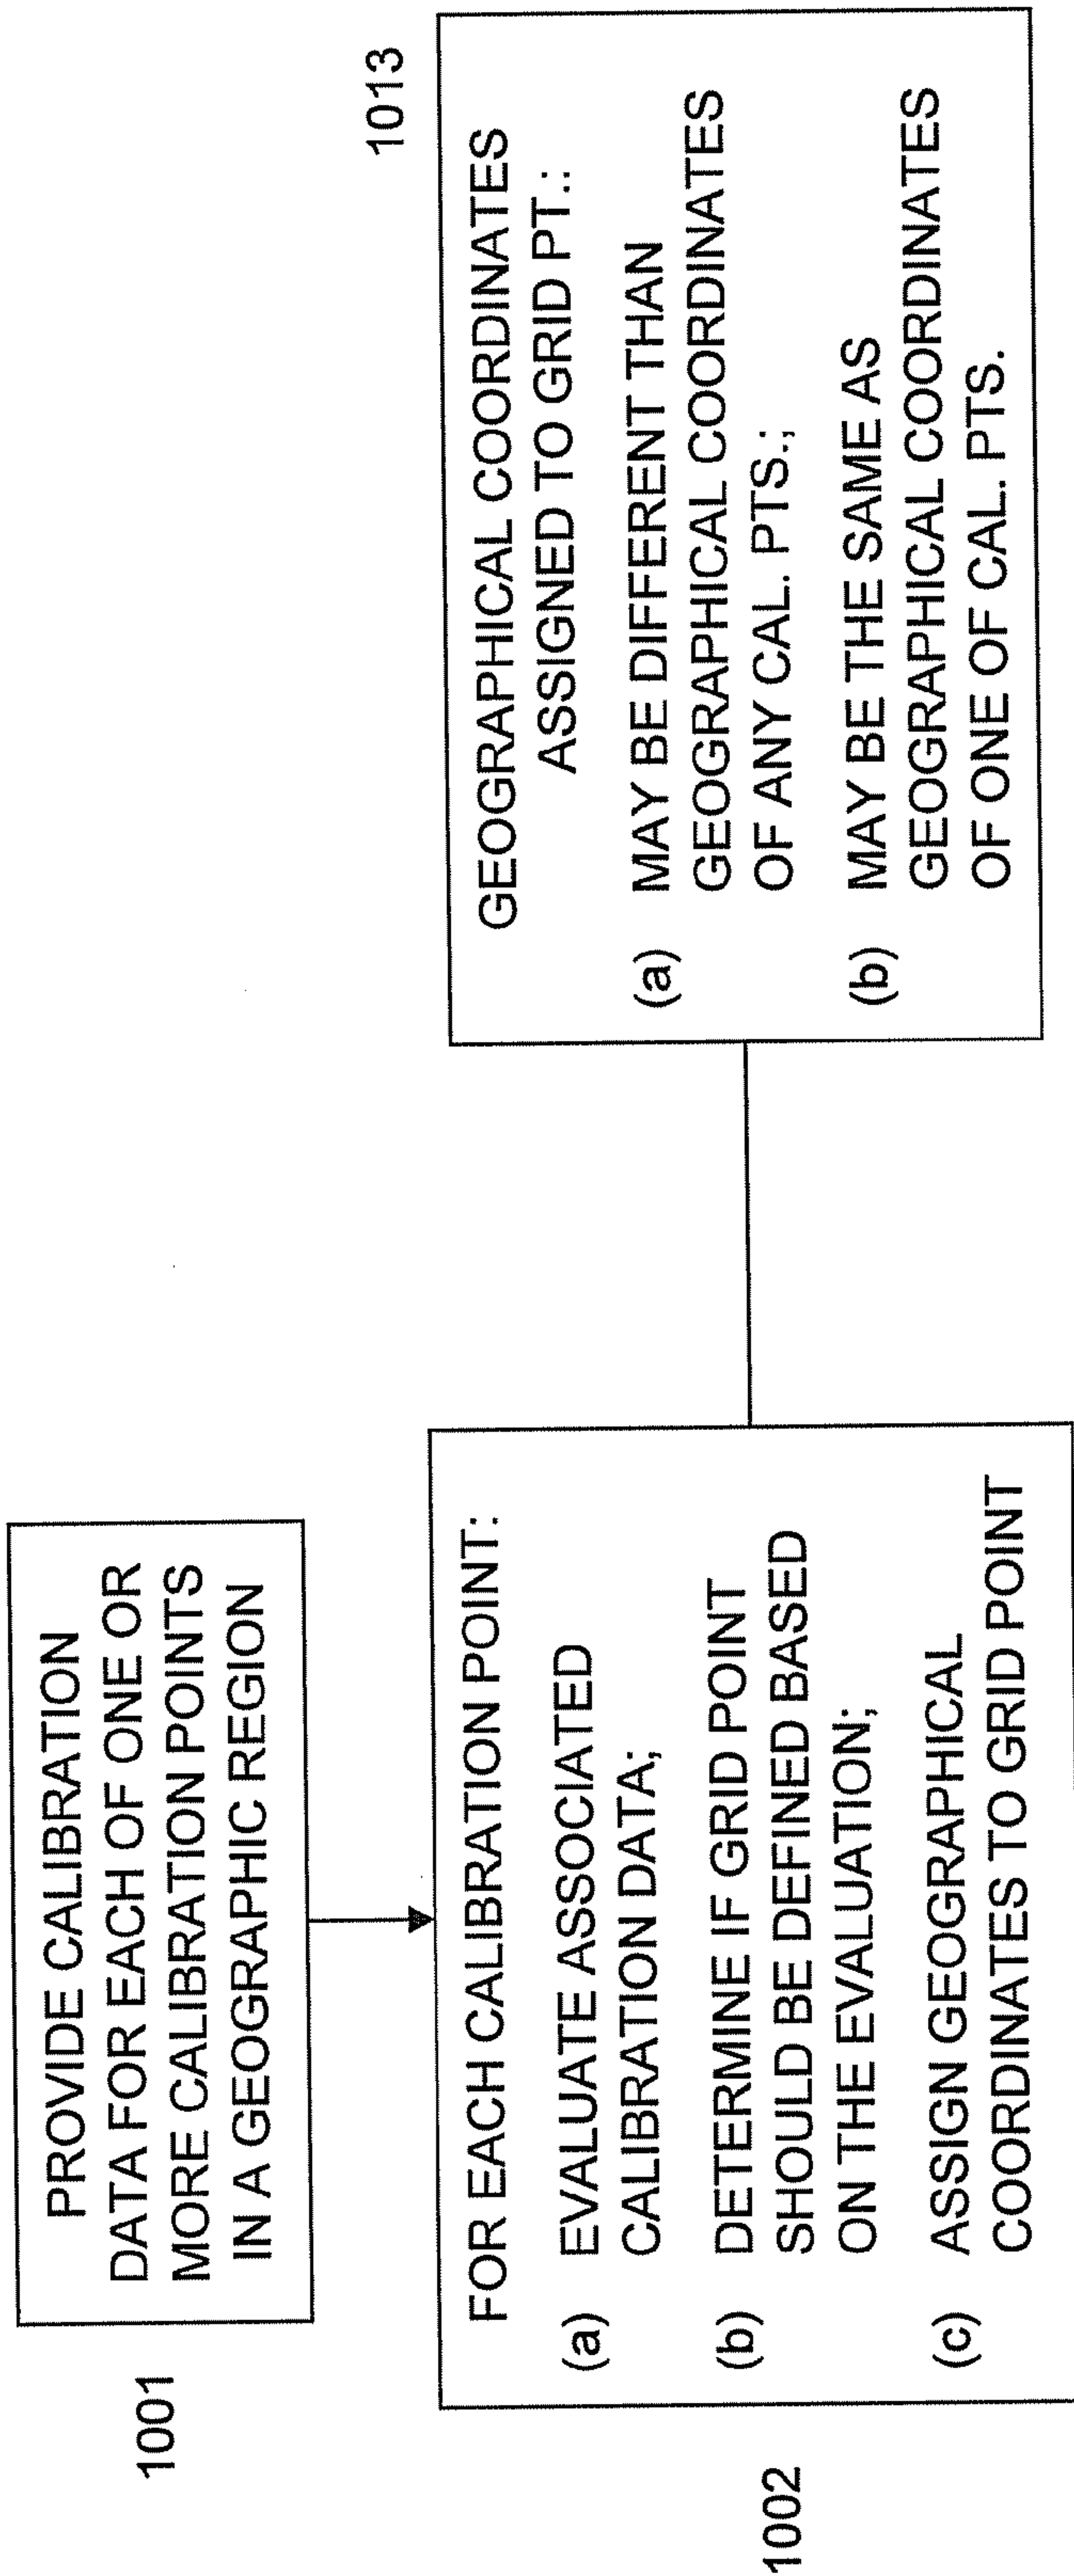 1001
PROVIDE CALIBRATION
DATA FOR EACH OF ONE OR
MORE CALIBRATION POINTS
IN A GEOGRAPHIC REGION
1002
FOR EACH CALIBRATION POINT:
(a) EVALUATE ASSOCIATED
CALIBRATION DATA;
(b) DETERMINE IF GRID POINT
SHOULD BE DEFINED BASED
ON THE EVALUATION;
(c) ASSIGN GEOGRAPHICAL
COORDINATES TO GRID POINT
1013
GEOGRAPHICAL COORDINATES
ASSIGNED TO GRID PT.:
(a) MAY BE DIFFERENT THAN
GEOGRAPHICAL COORDINATES
OF ANY CAL. PTS.;
(b) MAY BE THE SAME AS
GEOGRAPHICAL COORDINATES
OF ONE OF CAL. PTS.